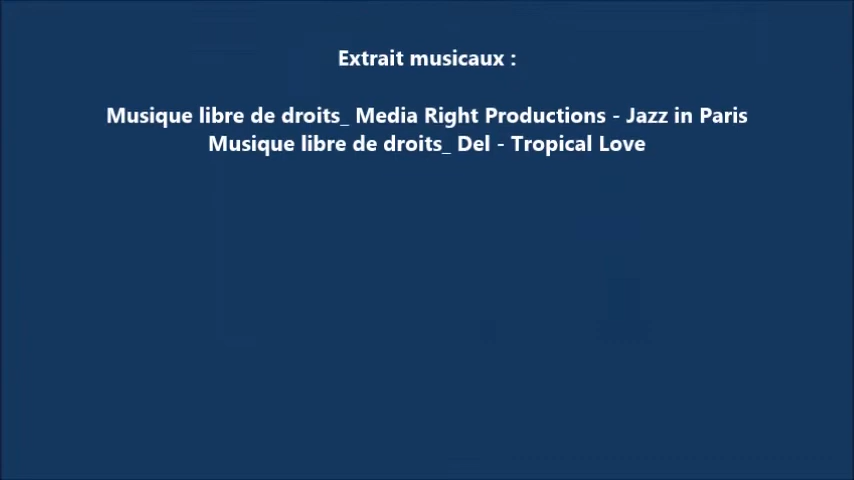 Extrait musicaux :
Musique libre de droits_ Media Right Productions - Jazz in Paris
Musique libre de droits_ Del - Tropical Love